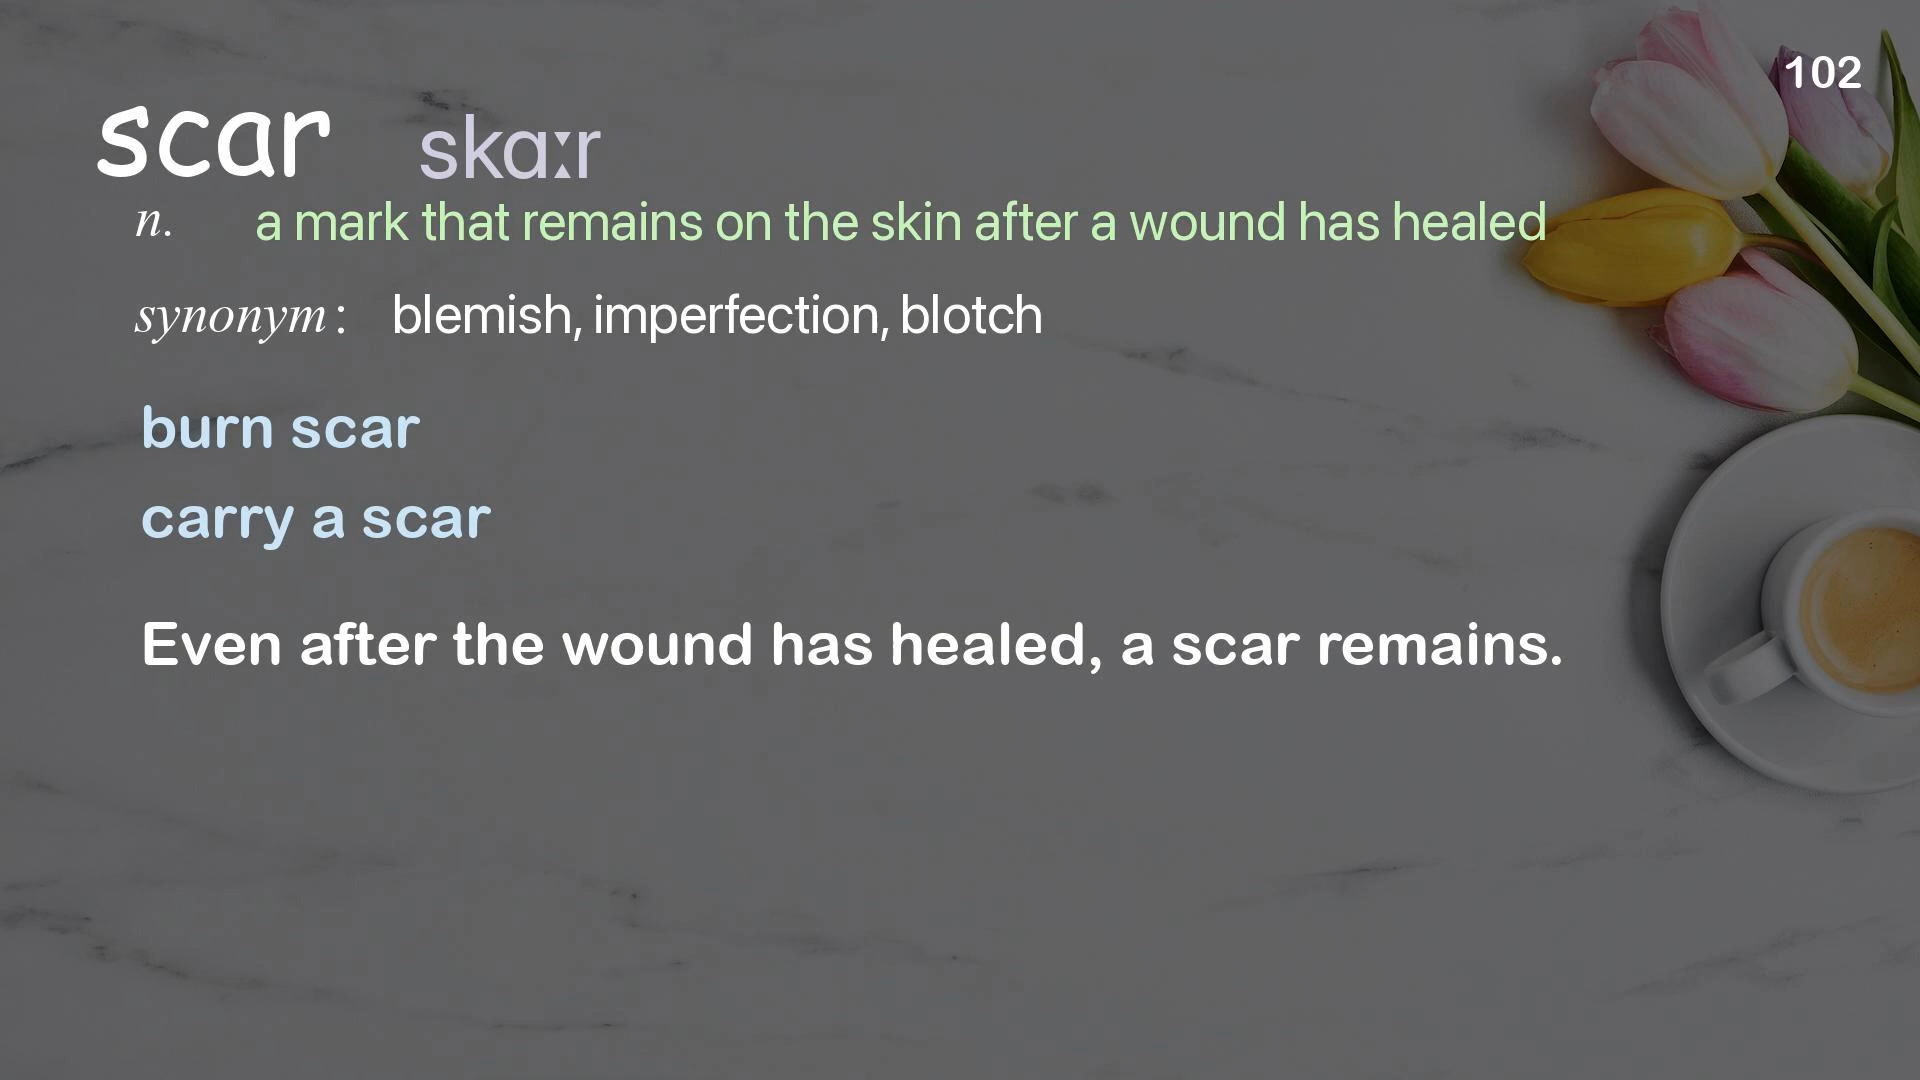 102
scar skɑːr
n. a mark that remains on the skin after a wound has healed
synonym: blemish, imperfection, blotch
burn scar
carry a scar
Even after the wound has healed, a scar remains.